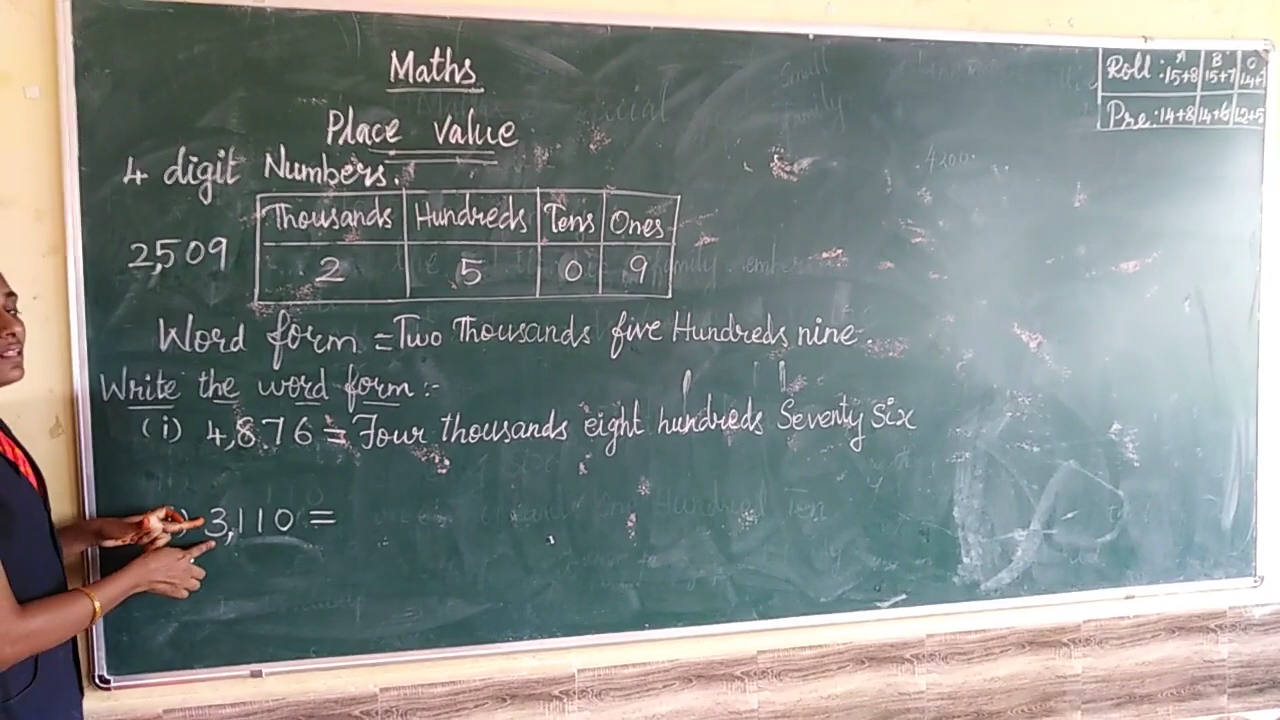 Maths
Place Value
4 digit Numbers.
Thousands Hundreds Tens Ones
2,509 2 5 0 9
Word form = Two Thousands five Hundreds nine.
Write the word form :-
(i) 4,876 = Four thousands eight hundreds Seventy six
) 3,110 =
A B C
Roll : 15+8 15+7 14+7
Pre: 14+8 14+6 12+5
4200